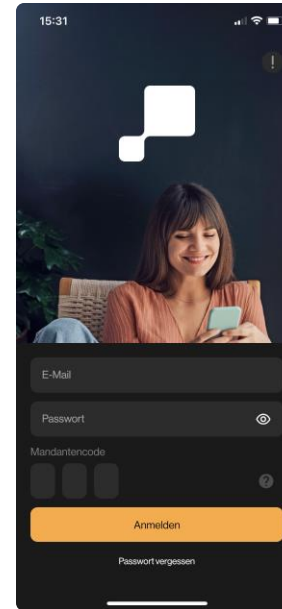 15:31
E-Mail
Passwort
Mandantencode
Anmelden
Passwort vergessen